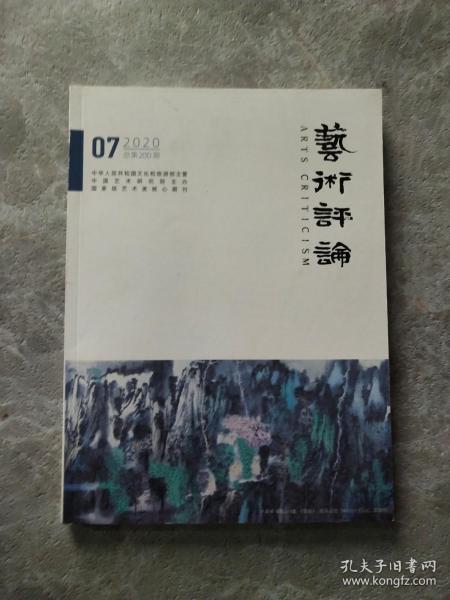 07 2020
总第200期
中华人民共和国文化和旅游部主管
中国艺术研究院主办
国家级艺术类核心期刊
藝術評論
ARTS CRITICISM
孔夫子旧书网
www.kongfz.com